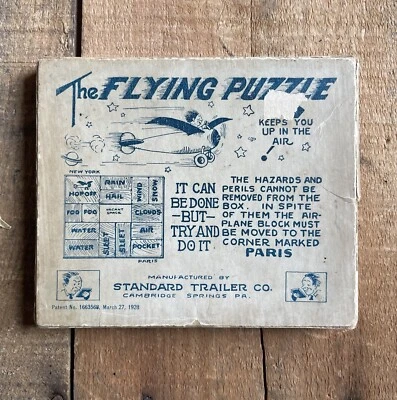 The FLYING PUZZLE
KEEPS YOU
UP IN THE
AIR
NEW YORK
HOPOFF
RAIN
HAIL
WIND
SNOW
FOG FOG
CLOUDS
WATER
WATER
SLEET
SLEET
AIR
POCKET
PARIS
IT CAN
BE DONE
-BUT-
TRY AND
DO IT
THE HAZARDS AND
PERILS CANNOT BE
REMOVED FROM THE
BOX. IN SPITE
OF THEM THE AIR-
PLANE BLOCK MUST
BE MOVED TO THE
CORNER MARKED
PARIS
MANUFACTURED BY
STANDARD TRAILER CO.
CAMBRIDGE SPRINGS PA.